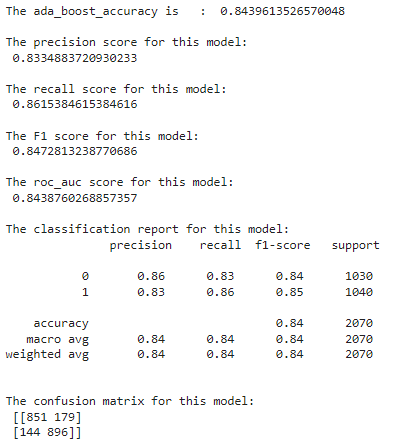 The ada_boost_accuracy is   :  0.8439613526570048
The precision score for this model:
0.8334883720930233
The recall score for this model:
0.8615384615384616
The F1 score for this model:
0.8472813238770686
The roc_auc score for this model:
0.8438760268857357
The classification report for this model:
precision    recall  f1-score   support
0       0.86      0.83      0.84      1030
1       0.83      0.86      0.85      1040
accuracy                           0.84      2070
macro avg       0.84      0.84      0.84      2070
weighted avg       0.84      0.84      0.84      2070
The confusion matrix for this model:
[[851 179]
[144 896]]